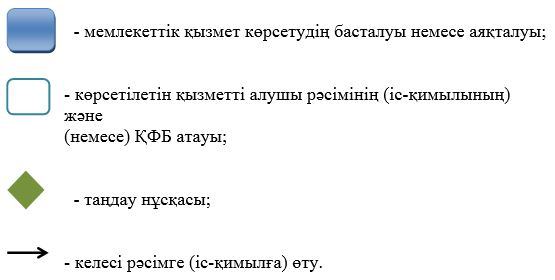 - мемлекеттік қызмет көрсетудің басталуы немесе аяқталуы;
- көрсетілетін қызметті алушы рәсімінің (іс-қимылының)
және
(немесе) ҚФБ атауы;
- таңдау нұсқасы;
- келесі рәсімге (іс-қимылға) өту.